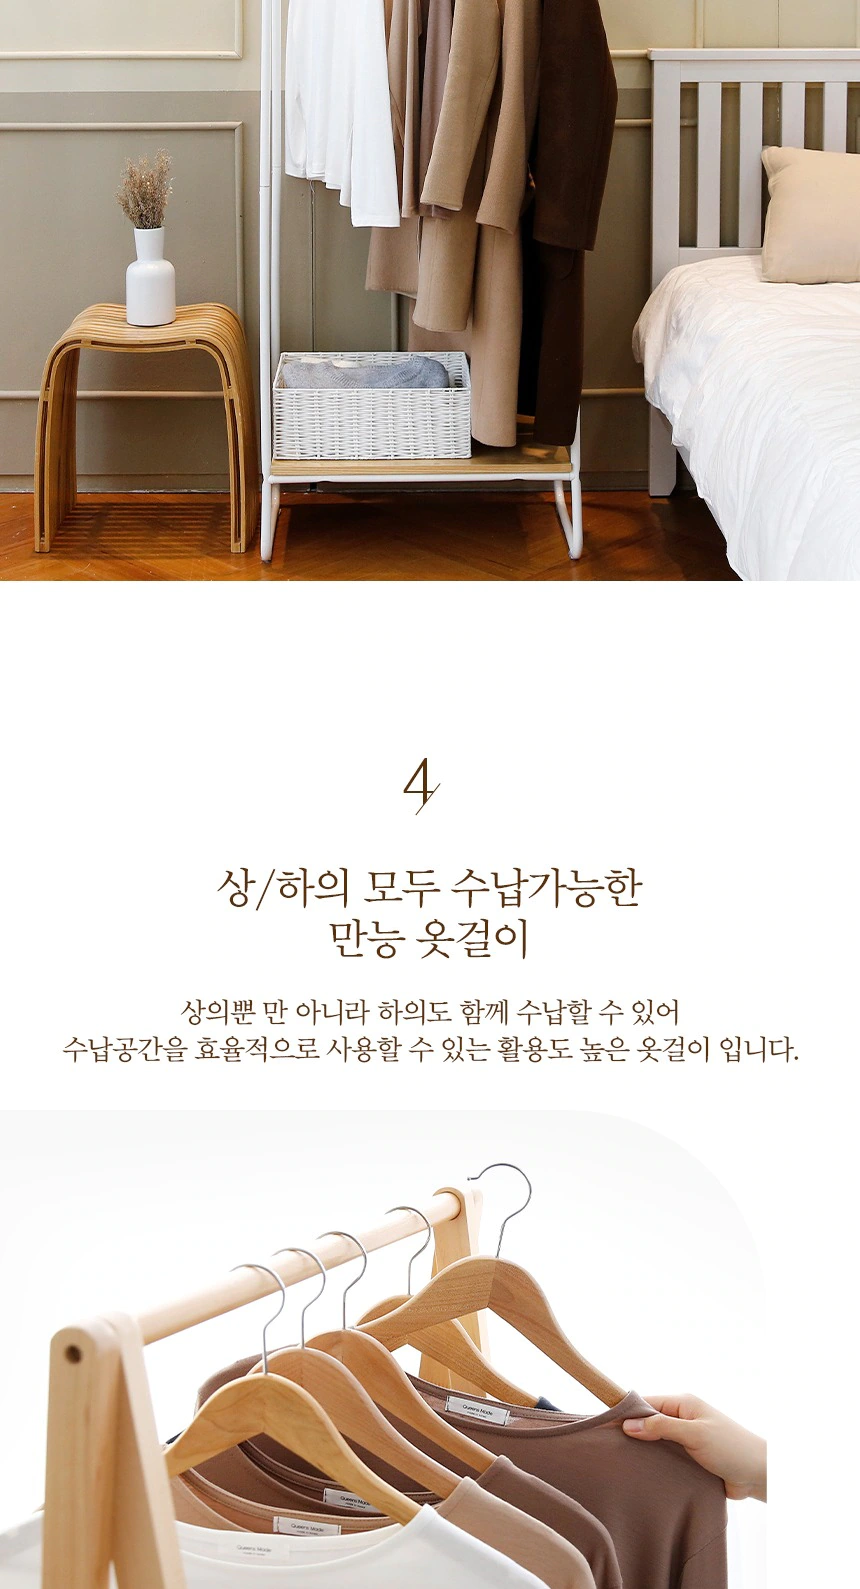 4
상/하의 모두 수납가능한
만능 옷걸이
상의뿐 만 아니라 하의도 함께 수납할 수 있어
수납공간을 효율적으로 사용할 수 있는 활용도 높은 옷걸이 입니다.
Queens Mode
Queens Mode
Queens Mode
Queens Mode